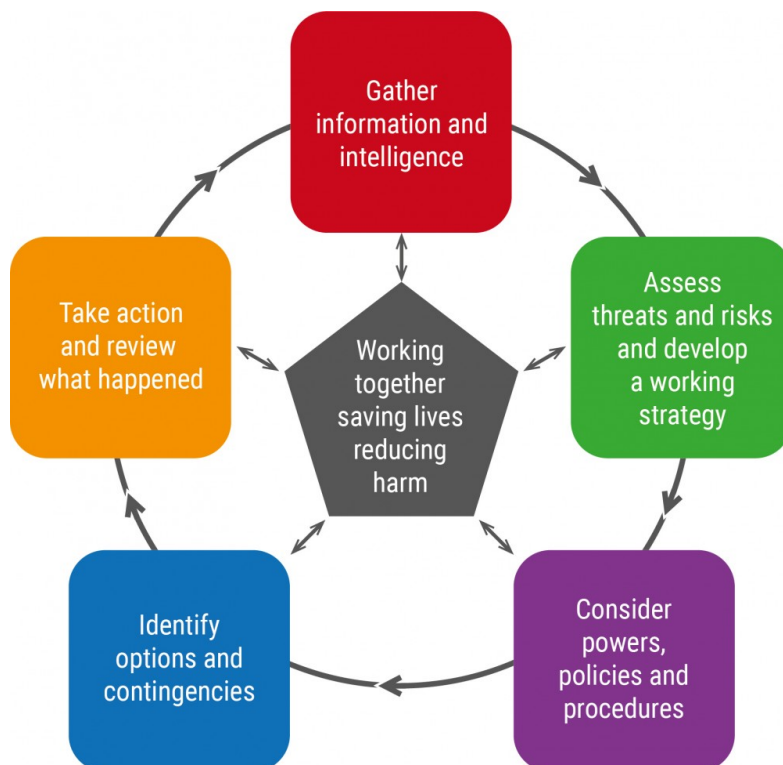 Gather
information and
intelligence
Assess
threats and risks
and develop
a working
strategy
Consider
powers,
policies and
procedures
Identify
options and
contingencies
Take action
and review
what happened
Working
together
saving lives
reducing
harm